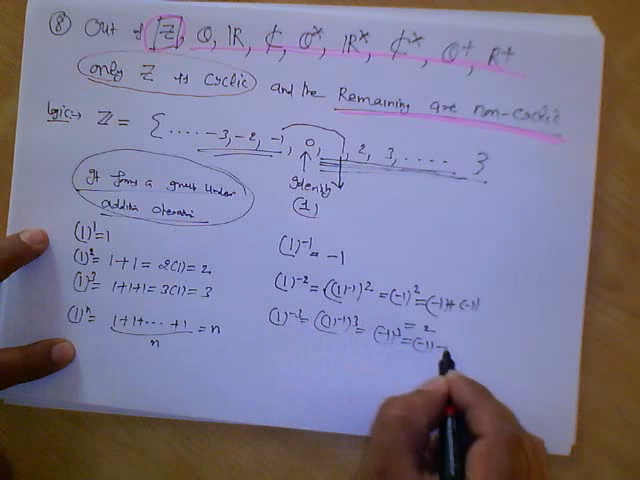 ⑧ Out of ℤ, Q, IR, ₵, Q*, IR*, ₵*, Q+, R+
only Z is cyclic and the Remaining are non-cyclic
logic:→ Z = { ..... -3, -2, -1, 0, 1, 2, 3, ..... }
Identity
(1)
It forms a group under
addition operation
(1)¹ = 1
(1)² = 1+1 = 2(1) = 2
(1)³ = 1+1+1 = 3(1) = 3
(1)ⁿ = 1+1+...+1 = n
n
(1)⁻¹ = -1
(1)⁻² = ((1)⁻¹)² = (-1)² = (-1)+(-1)
= 2
(1)⁻³ = ((1)⁻¹)³ = (-1)³ = (-1)+